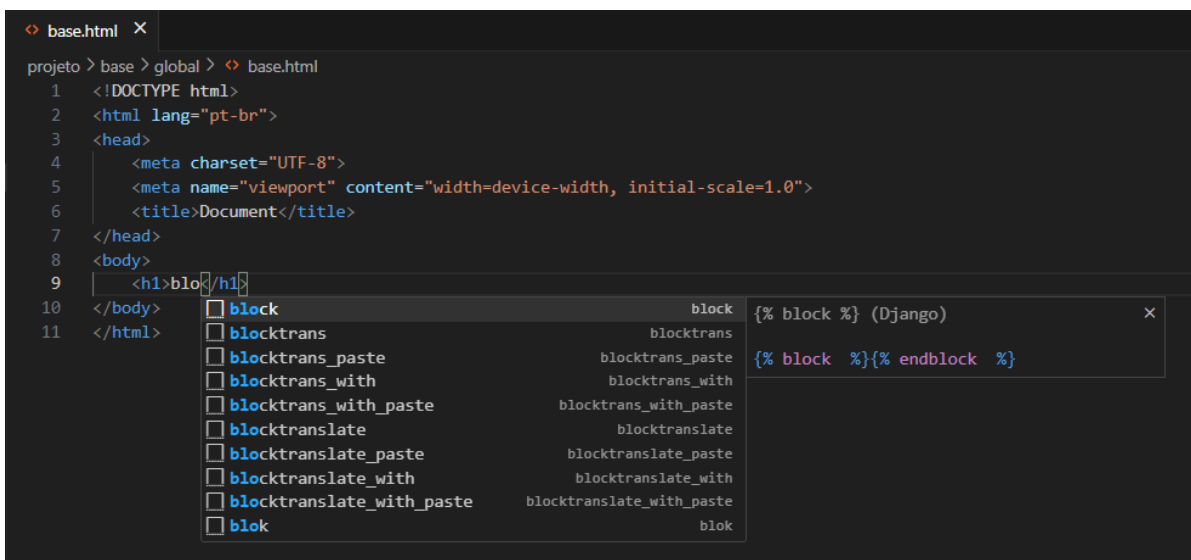 base.html ×
projeto > base > global > base.html
1 <!DOCTYPE html>
2 <html lang="pt-br">
3 <head>
4 <meta charset="UTF-8">
5 <meta name="viewport" content="width=device-width, initial-scale=1.0">
6 <title>Document</title>
7 </head>
8 <body>
9 <h1>blo</h1>
10 </body>
11 </html>
block block
blocktrans blocktrans
blocktrans_paste blocktrans_paste
blocktrans_with blocktrans_with
blocktrans_with_paste blocktrans_with_paste
blocktranslate blocktranslate
blocktranslate_paste blocktranslate_paste
blocktranslate_with blocktranslate_with
blocktranslate_with_paste blocktranslate_with_paste
blok blok
{% block %} (Django) ×
{% block %}{% endblock %}